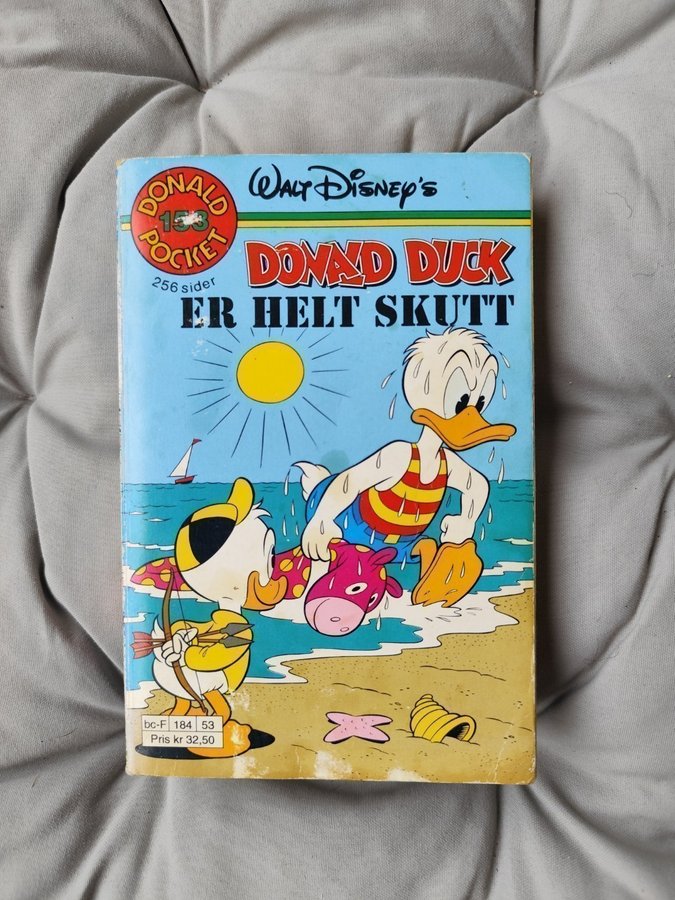 WALT DISNEY'S
DONALD
153
POCKET
256 sider
DONALD DUCK
ER HELT SKUTT
bc-F 184 53
Pris kr 32,50